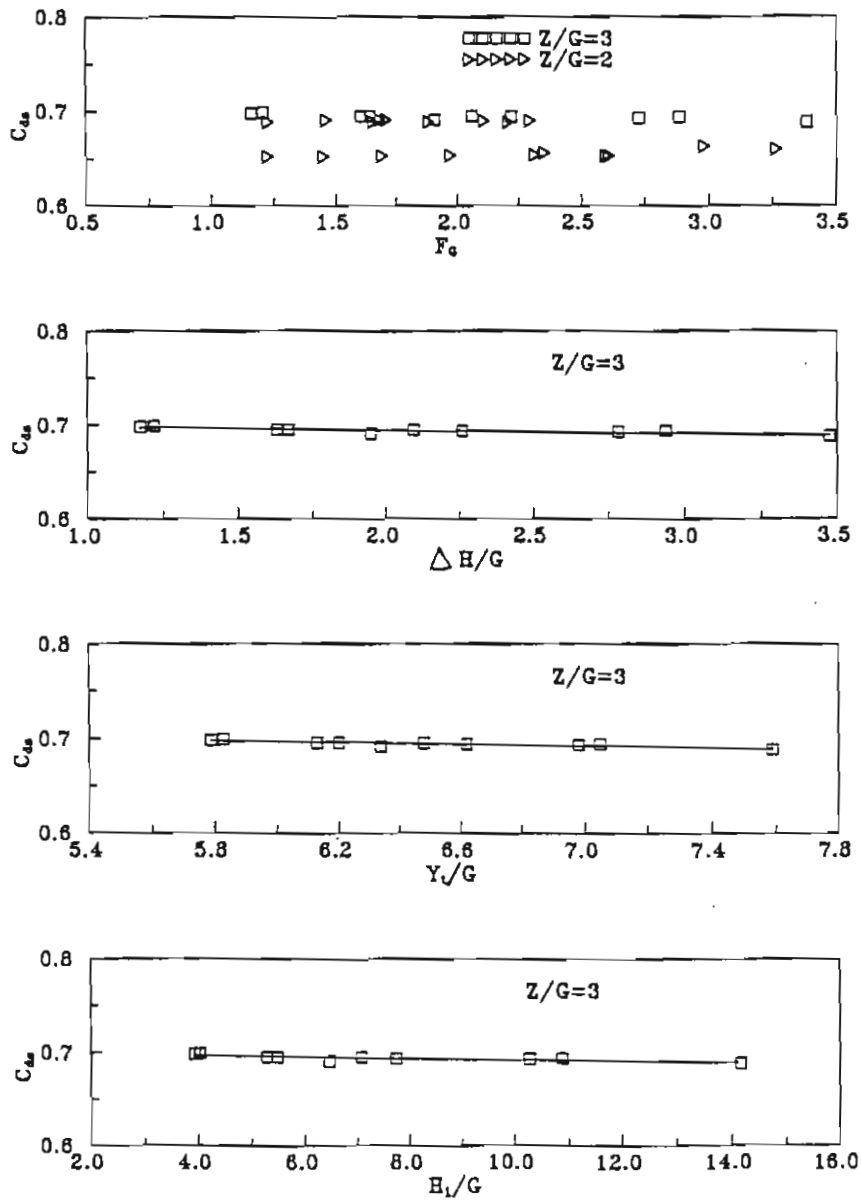 0.8
Z/G=3
Z/G=2
0.7
C_ds
0.6
0.5 1.0 1.5 2.0 2.5 3.0 3.5
F_G
0.8
Z/G=3
0.7
C_ds
0.6
1.0 1.5 2.0 2.5 3.0 3.5
△ H/G
0.8
Z/G=3
0.7
C_ds
0.6
5.4 5.8 6.2 6.6 7.0 7.4 7.8
Y_t/G
0.8
Z/G=3
0.7
C_ds
0.6
2.0 4.0 6.0 8.0 10.0 12.0 14.0 16.0
H_1/G